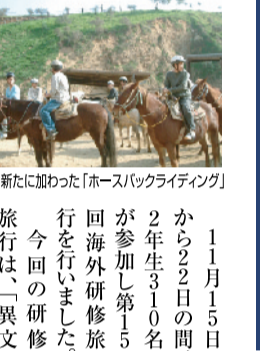 新たに加わった「ホースバックライディング」
11月15日
から22日の間、
2年生310名
が参加し第15
回海外研修旅
行を行いました。
今回の研修
旅行は、「異文